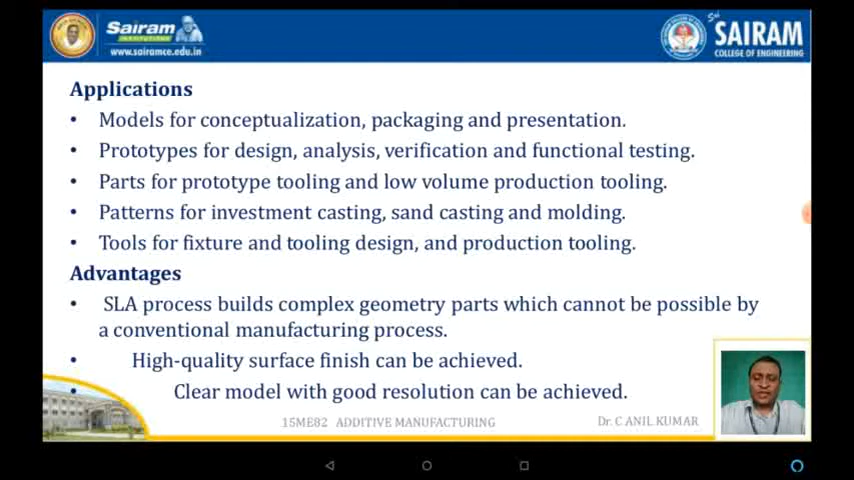 Sairam
INSTITUTIONS
www.sairamce.edu.in
Sri
SAIRAM
COLLEGE OF ENGINEERING
Applications
• Models for conceptualization, packaging and presentation.
• Prototypes for design, analysis, verification and functional testing.
• Parts for prototype tooling and low volume production tooling.
• Patterns for investment casting, sand casting and molding.
• Tools for fixture and tooling design, and production tooling.
Advantages
• SLA process builds complex geometry parts which cannot be possible by
a conventional manufacturing process.
• High-quality surface finish can be achieved.
• Clear model with good resolution can be achieved.
15ME82 ADDITIVE MANUFACTURING
Dr. C ANIL KUMAR